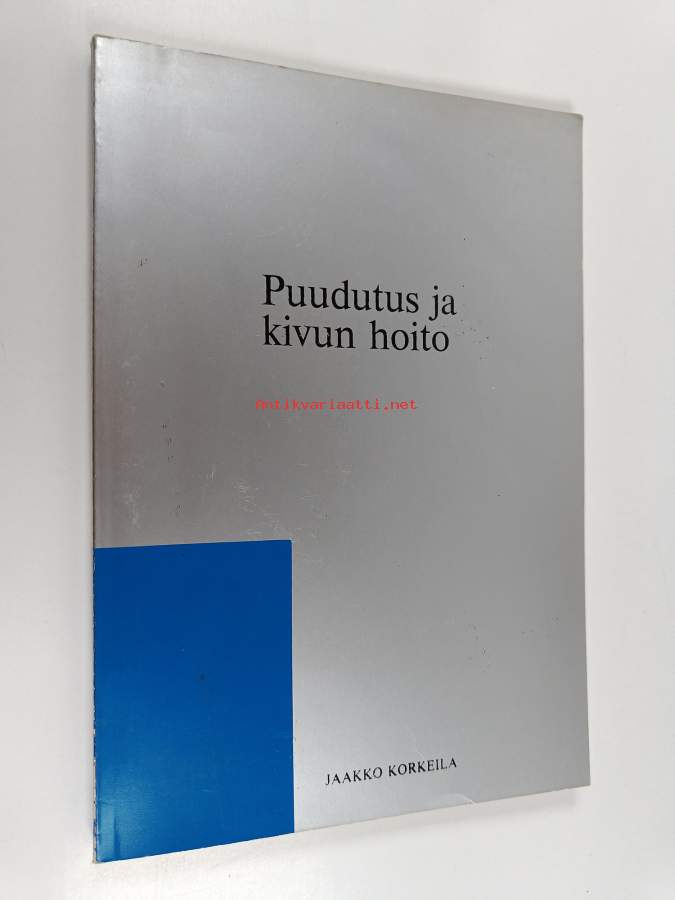 Puudutus ja
kivun hoito
Antikvariaatti.net
JAAKKO KORKEILA